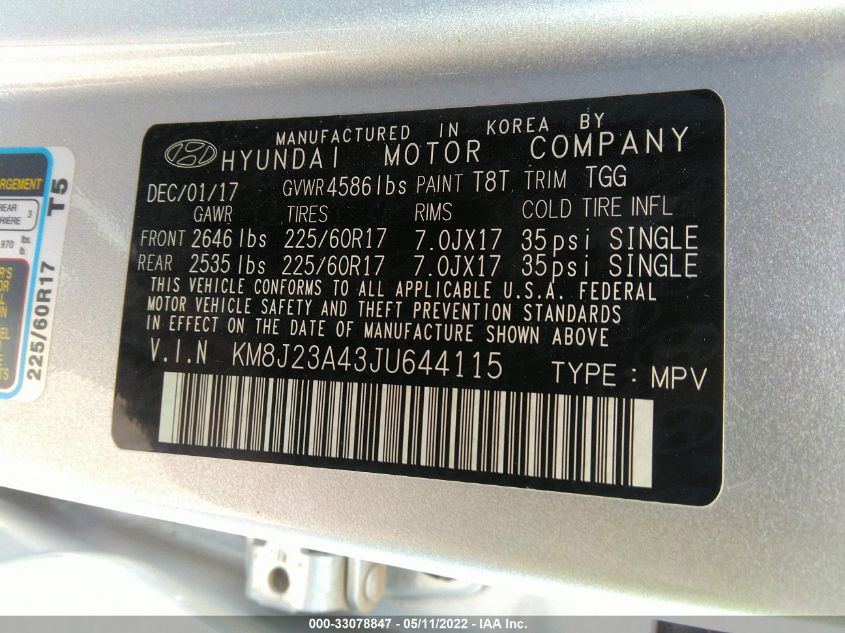 MANUFACTURED IN KOREA BY
HYUNDAI MOTOR COMPANY
DEC/01/17 GVWR 4586 lbs PAINT T8T TRIM TGG
GAWR TIRES RIMS COLD TIRE INFL
FRONT 2646 lbs 225/60R17 7.0JX17 35psi SINGLE
REAR 2535 lbs 225/60R17 7.0JX17 35psi SINGLE
THIS VEHICLE CONFORMS TO ALL APPLICABLE U.S.A. FEDERAL
MOTOR VEHICLE SAFETY AND THEFT PREVENTION STANDARDS
IN EFFECT ON THE DATE OF MANUFACTURE SHOWN ABOVE
V.I.N KM8J23A43JU644115 TYPE : MPV
REAR 3
970 lbs.
225/60R17 T5
000-33078847 - 05/11/2022 - IAA Inc.